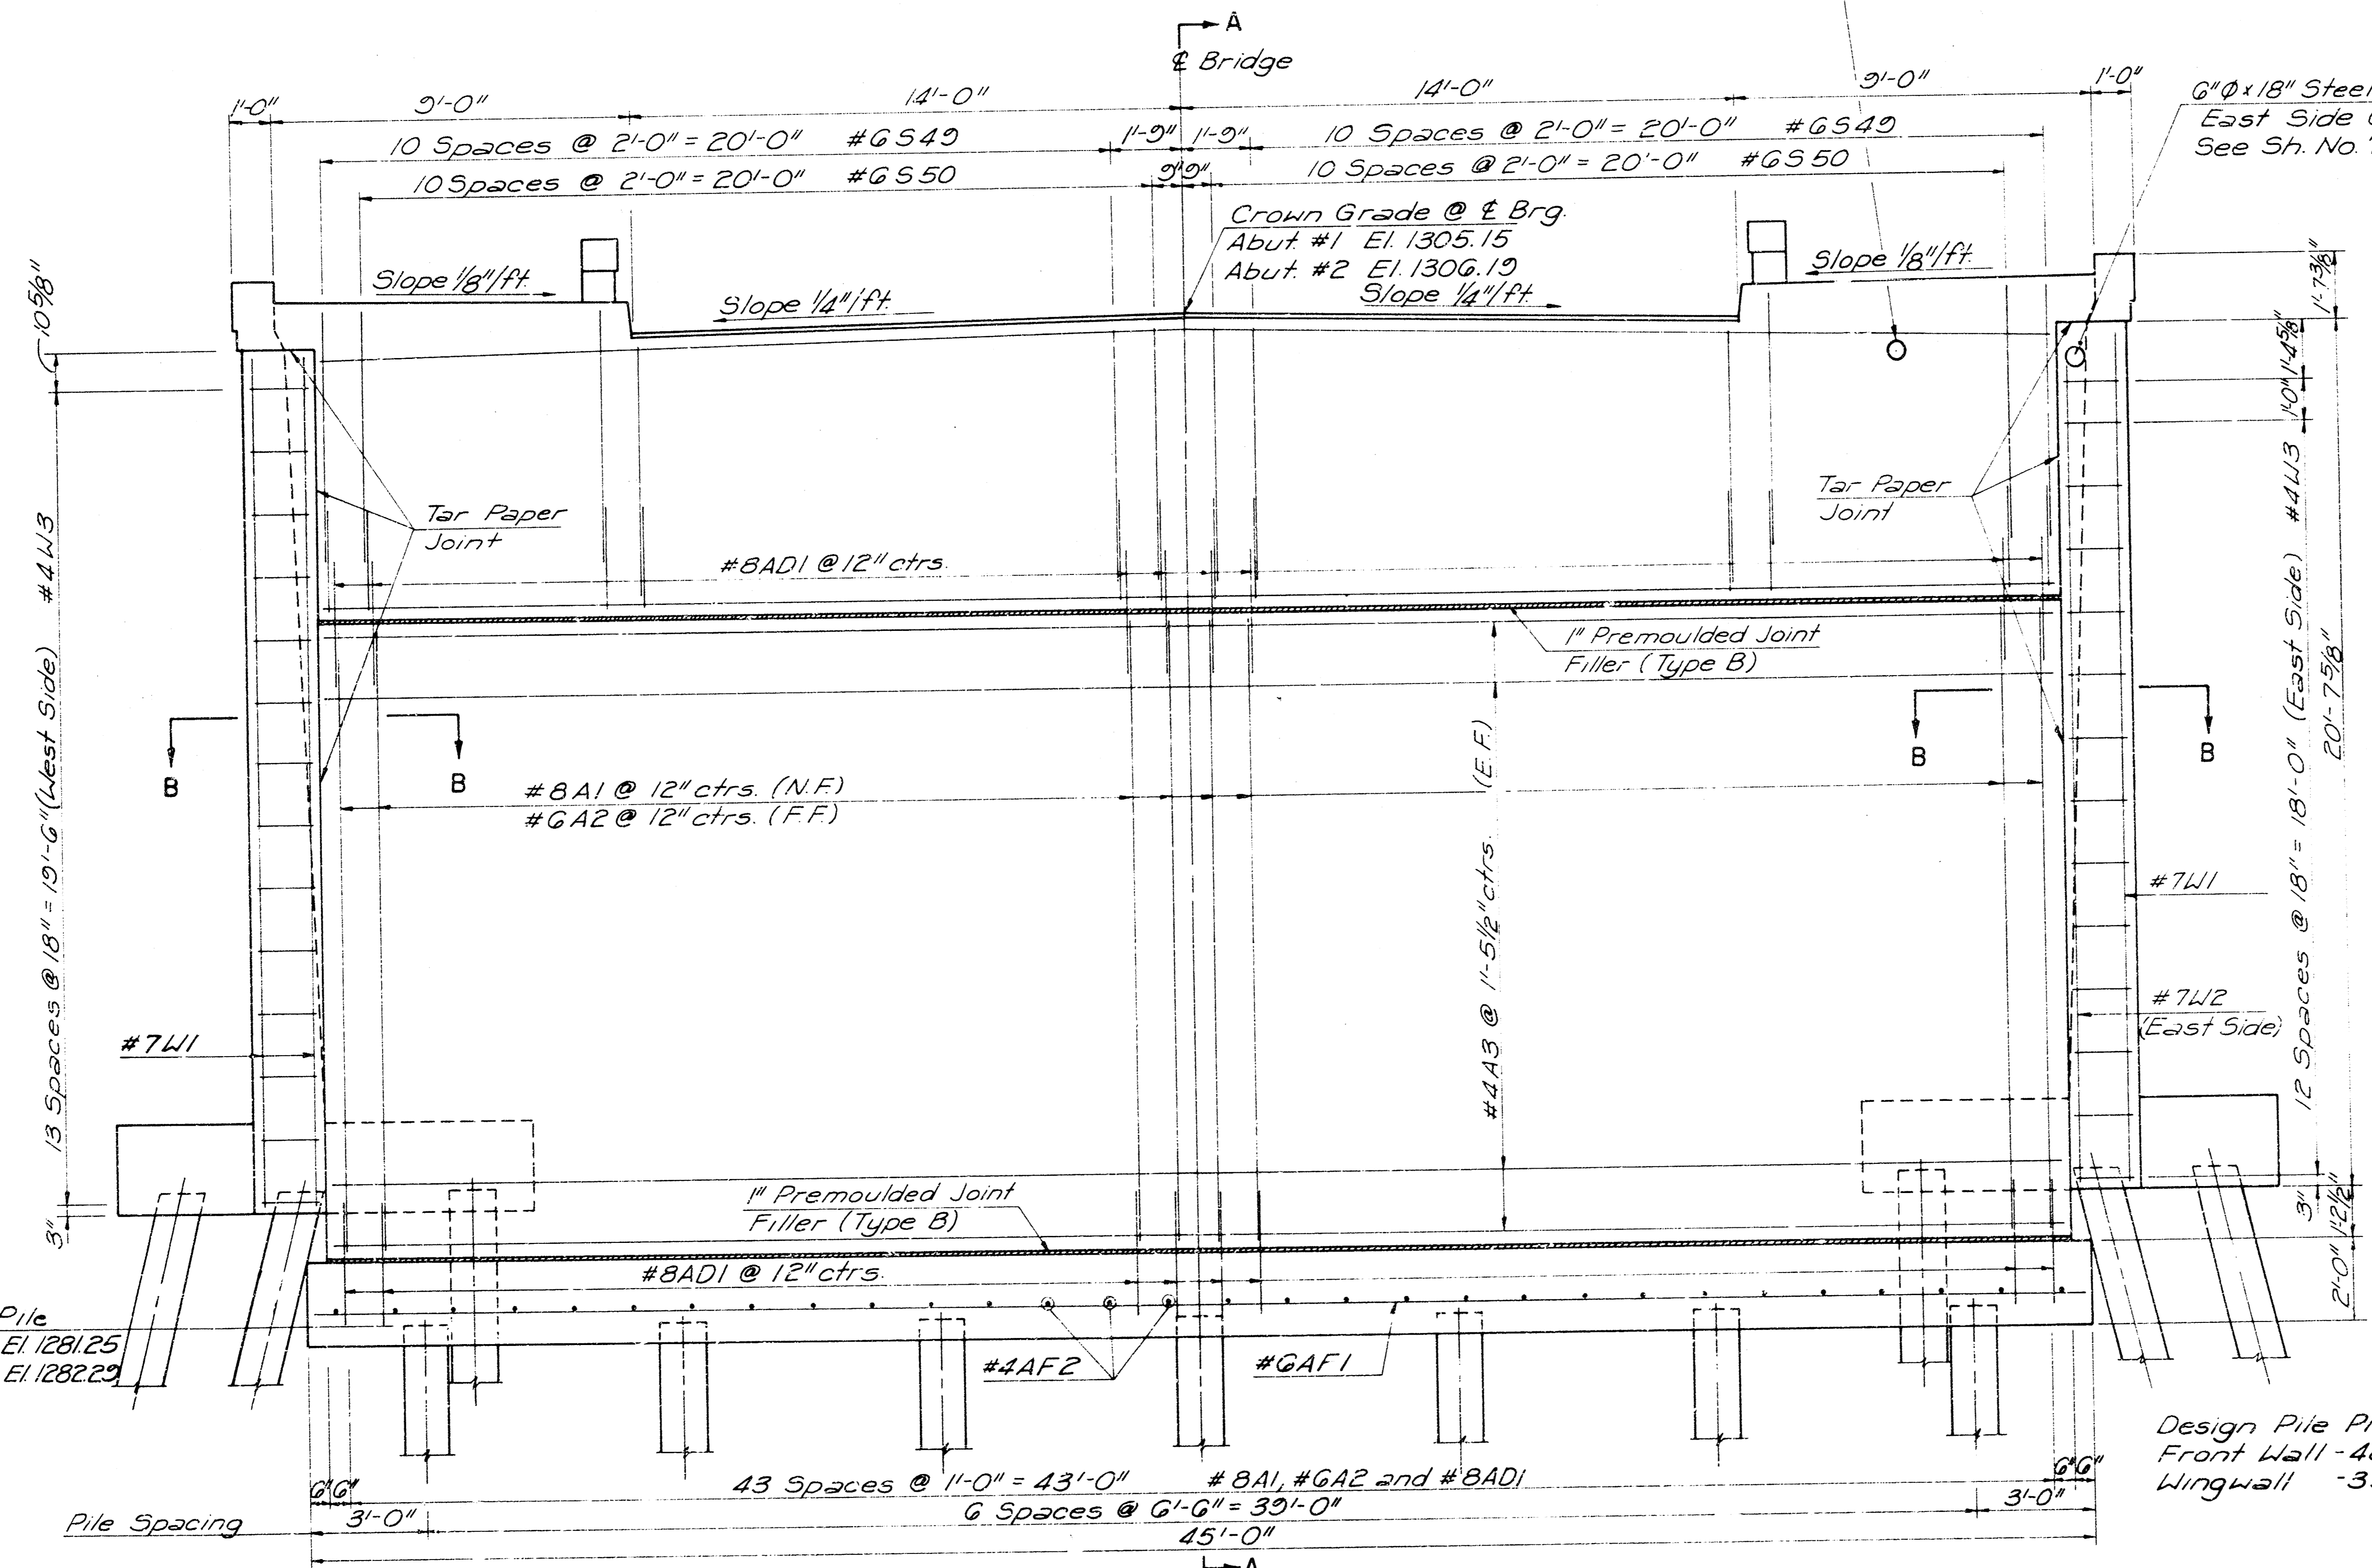 A
℄ Bridge
1'-0"
9'-0"
14'-0"
14'-0"
9'-0"
1'-0"
6"Ø x 18" Steel
East Side
See Sh. No.
10 Spaces @ 2'-0" = 20'-0" #6S49
1'-9"
1'-9"
10 Spaces @ 2'-0" = 20'-0" #6S49
10 Spaces @ 2'-0" = 20'-0" #6S50
9"
9"
10 Spaces @ 2'-0" = 20'-0" #6S50
Crown Grade @ ℄ Brg.
Abut. #1 El. 1305.15
Abut. #2 El. 1306.19
Slope 1/8"/ft.
Slope 1/4"/ft.
Slope 1/4"/ft.
Slope 1/8"/ft.
10 5/8"
1'-7 3/8"
1'-4 5/8"
1'-0"
Tar Paper
Joint
Tar Paper
Joint
#8AD1 @ 12" ctrs.
1" Premoulded Joint
Filler (Type B)
13 Spaces @ 18" = 19'-6" (West Side) #4W3
12 Spaces @ 18" = 18'-0" (East Side) #4W3
20'-7 5/8"
B
B
B
B
#8A1 @ 12" ctrs. (N.F.)
#6A2 @ 12" ctrs. (F.F.)
#4A3 @ 1'-5 1/2" ctrs. (E.F.)
#7W1
#7W2
(East Side)
#7W1
3"
3"
1'-2 1/2"
2'-0"
1" Premoulded Joint
Filler (Type B)
#8AD1 @ 12" ctrs.
Pile
El. 1281.25
El. 1282.29
#4AF2
#6AF1
Design Pile
Front Wall -
Wingwall -
6"
6"
43 Spaces @ 1'-0" = 43'-0" #8A1, #6A2 and #8AD1
6"
6"
Pile Spacing
3'-0"
6 Spaces @ 6'-6" = 39'-0"
3'-0"
45'-0"
A